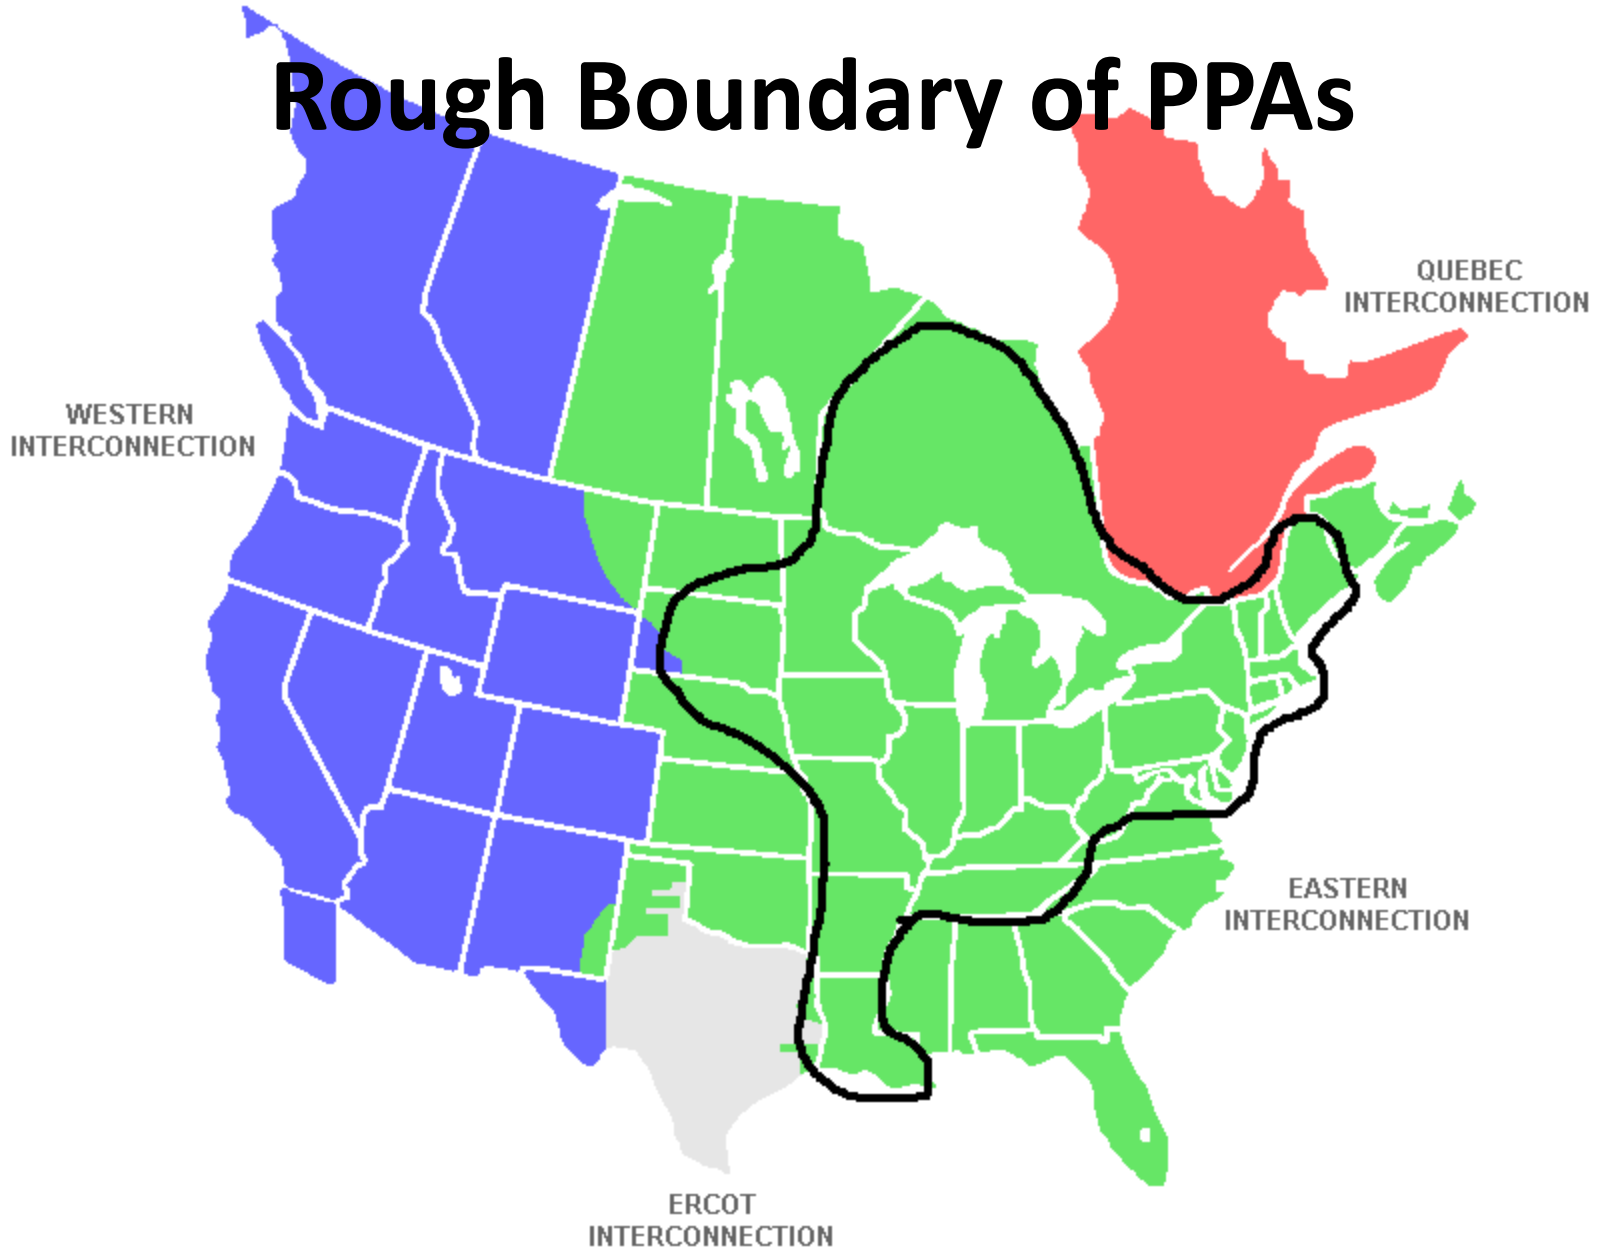 Rough Boundary of PPAs
QUEBEC
INTERCONNECTION
WESTERN
INTERCONNECTION
EASTERN
INTERCONNECTION
ERCOT
INTERCONNECTION